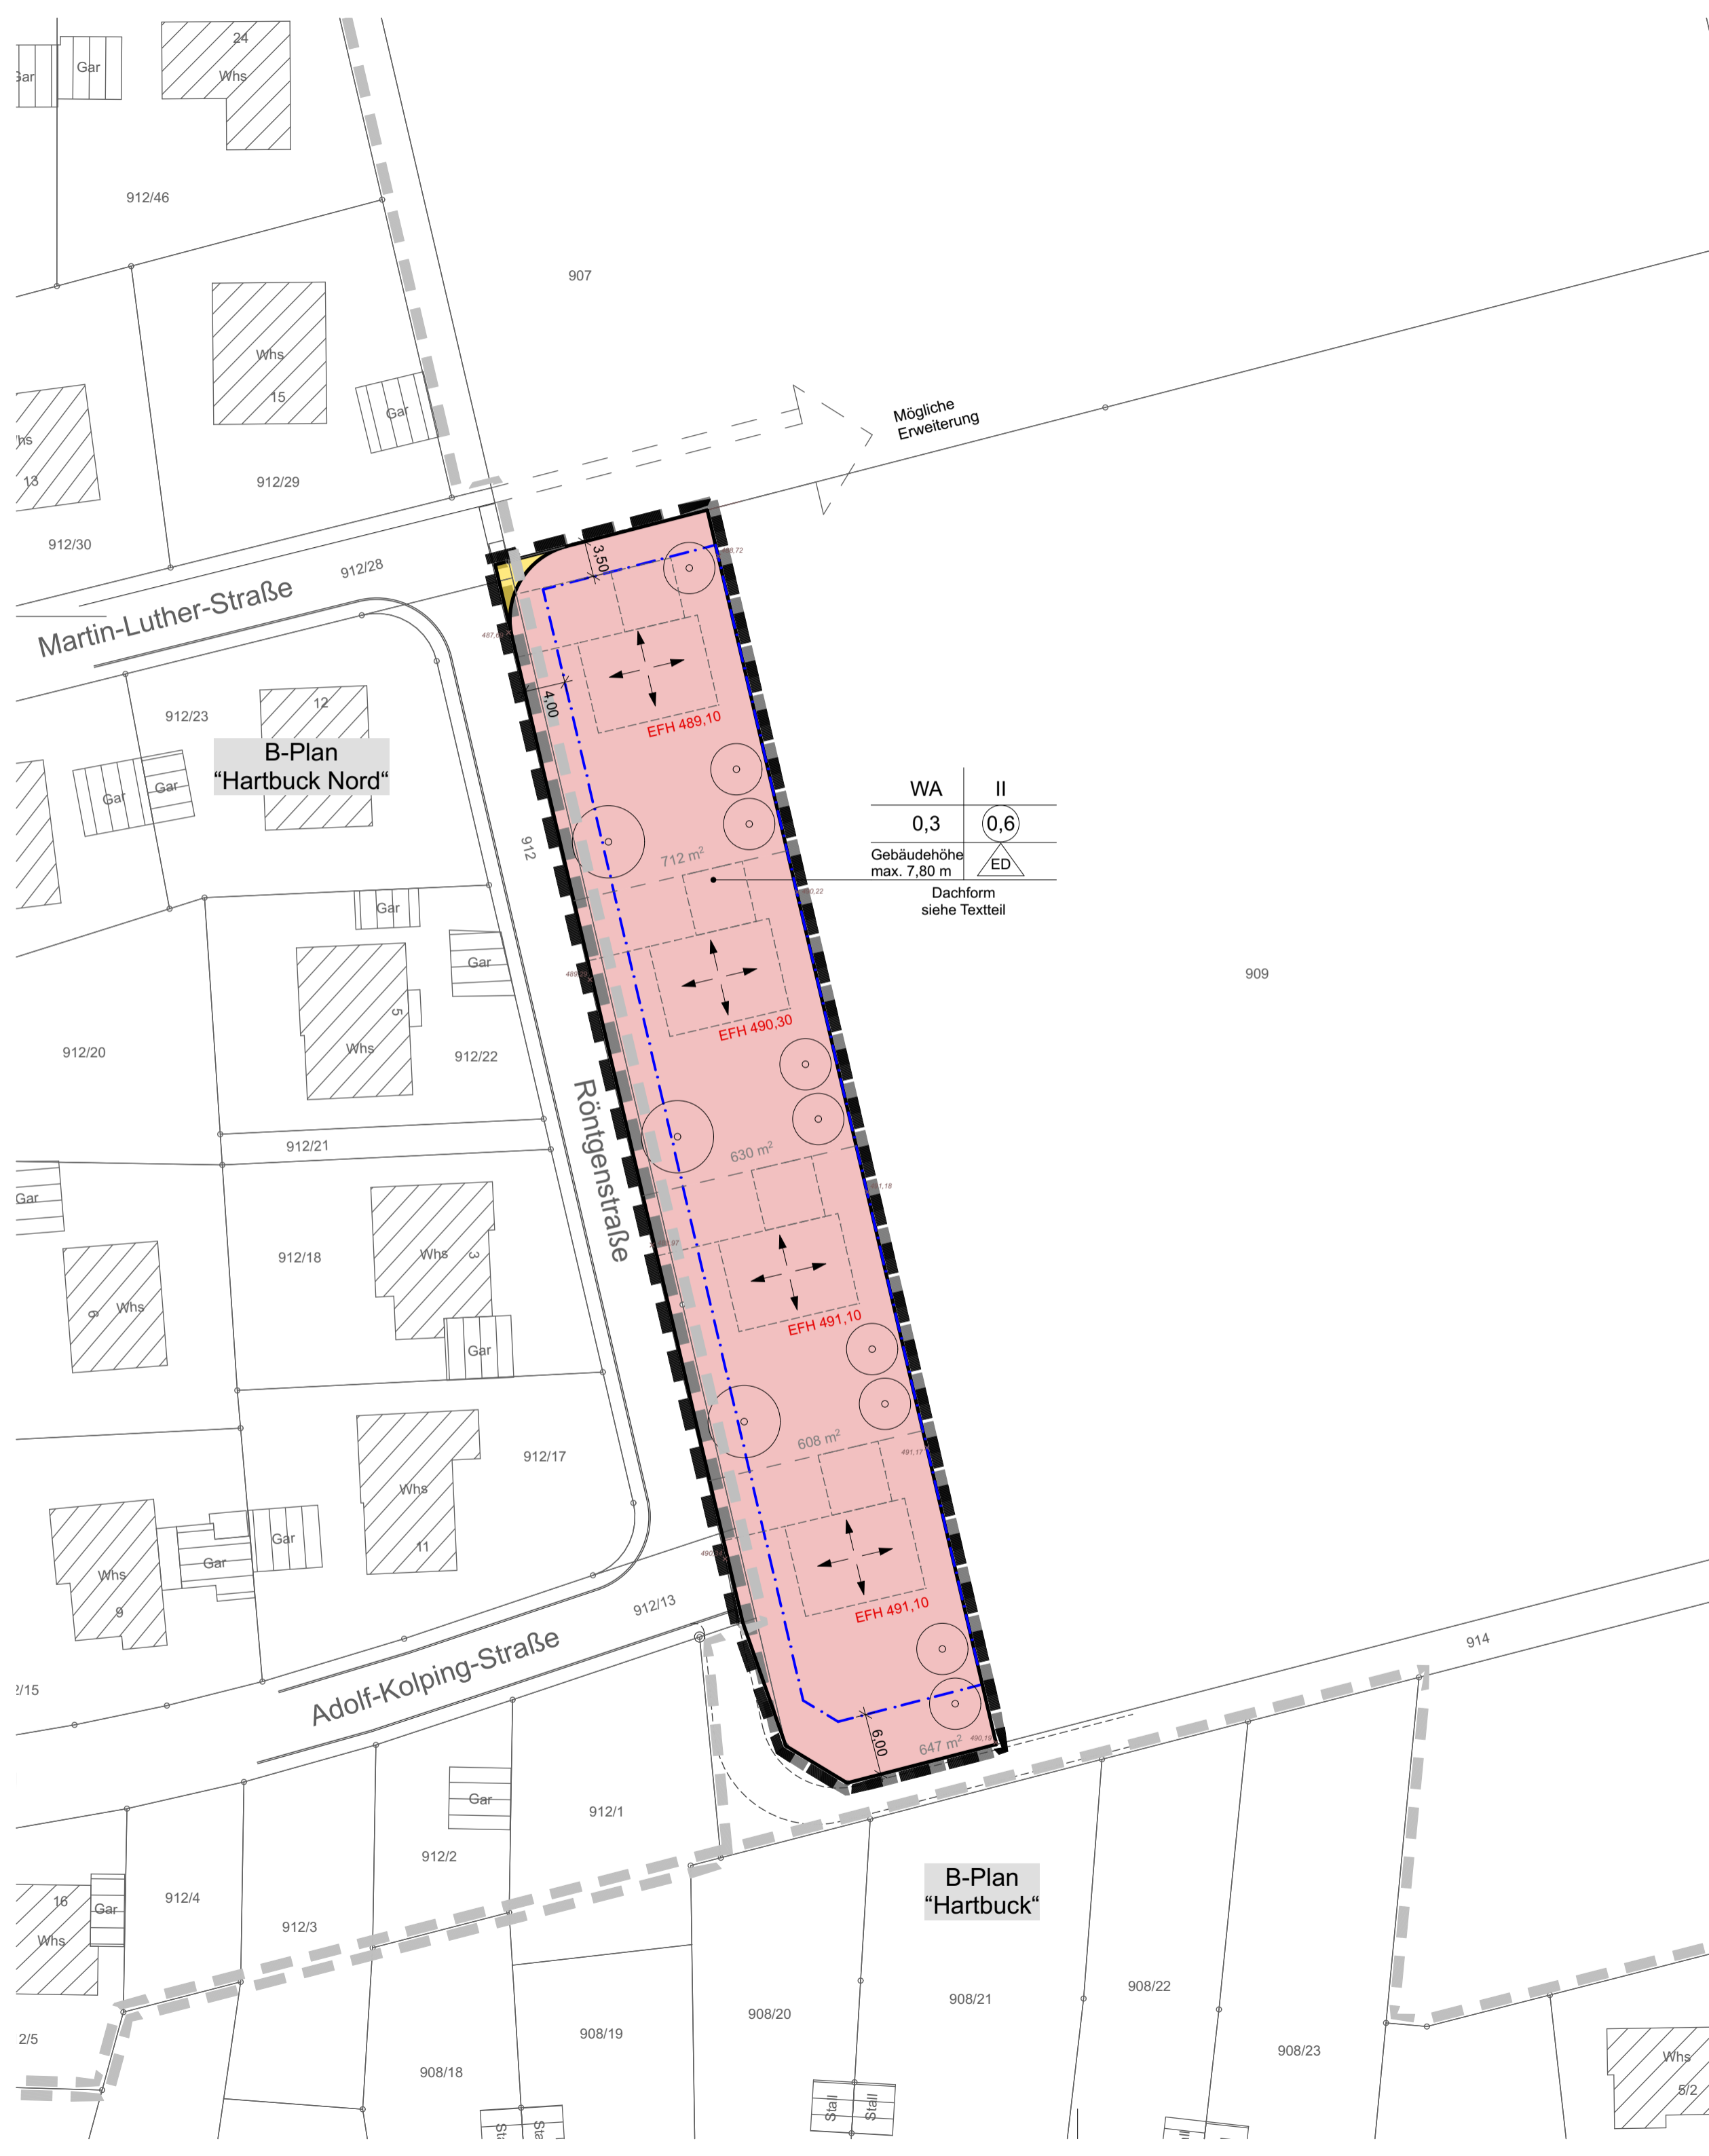 24
Gar
Whs
912/46
907
Whs
15
Gar
Mögliche
Erweiterung
13
912/29
912/30
912/28
Martin-Luther-Straße
3,50
4,00
EFH 489,10
912/23
12
B-Plan
“Hartbuck Nord“
Gar
Gar
912
712 m²
WA
II
0,3
0,6
Gebäudehöhe
max. 7,80 m
ED
Dachform
siehe Textteil
Gar
Gar
5
Whs
912/20
912/22
909
EFH 490,30
912/21
Röntgenstraße
630 m²
Gar
912/18
Whs
3
6
Whs
Gar
EFH 491,10
608 m²
491,17
912/17
Whs
11
Gar
Gar
Whs
9
912/13
EFH 491,10
Adolf-Kolping-Straße
914
6,00
647 m²
Gar
912/1
912/2
912/4
912/3
16
Gar
Whs
B-Plan
“Hartbuck“
908/22
908/21
908/20
908/19
908/18
908/23
2/5
Stall
Stall
Whs
5/2